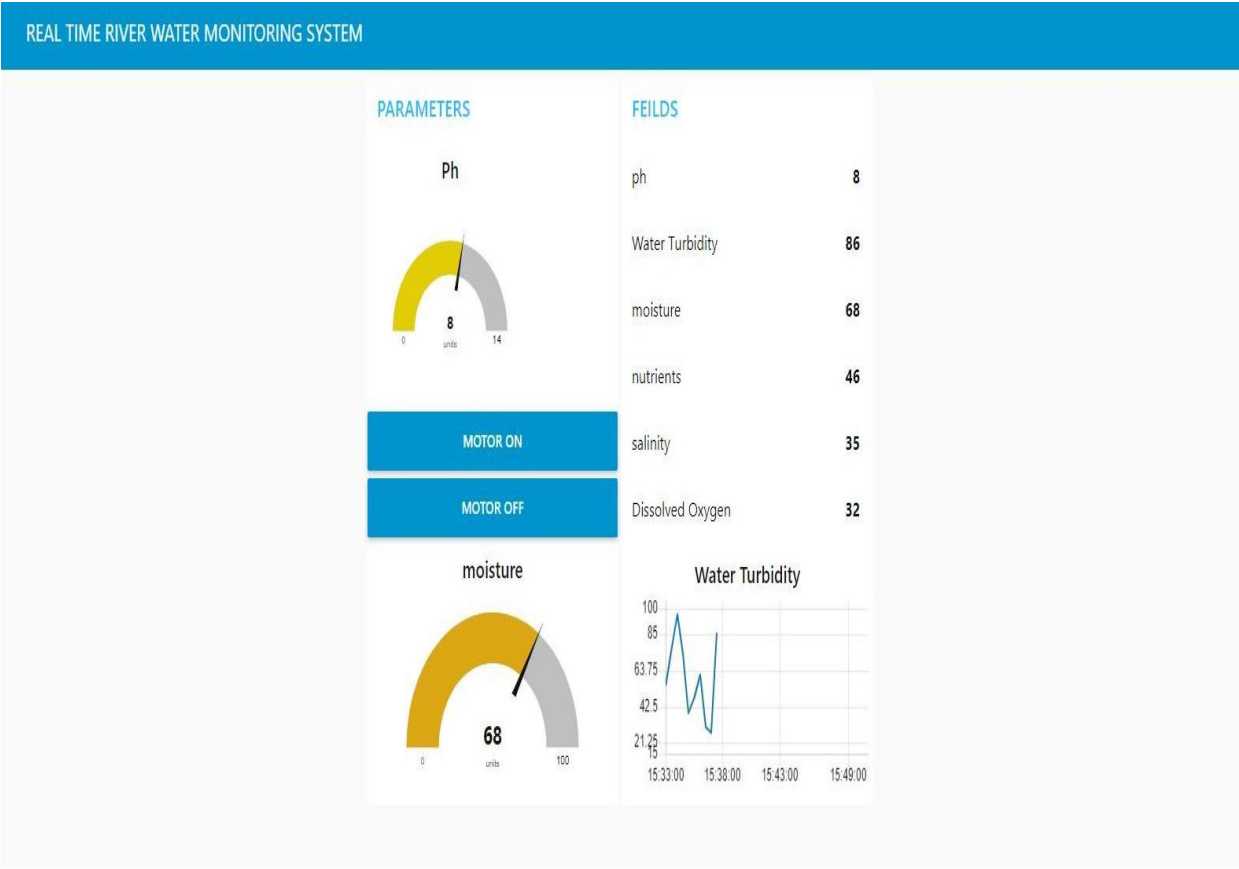 REAL TIME RIVER WATER MONITORING SYSTEM
PARAMETERS
Ph
8
units
0
14
MOTOR ON
MOTOR OFF
moisture
68
units
0
100
FEILDS
ph 8
Water Turbidity 86
moisture 68
nutrients 46
salinity 35
Dissolved Oxygen 32
Water Turbidity
100
85
63.75
42.5
21.25
15
15:33:00 15:38:00 15:43:00 15:49:00